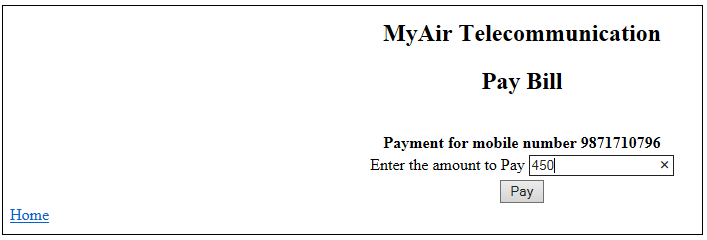 MyAir Telecommunication
Pay Bill
Payment for mobile number 9871710796
Enter the amount to Pay 450 ×
Pay
Home